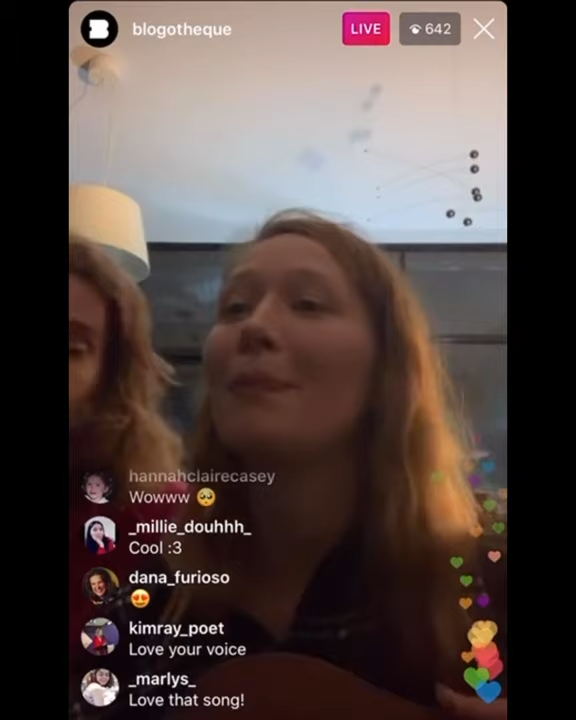 blogotheque
LIVE
642
hannahclairecasey
Wowww 🥺
_millie_douhhh_
Cool :3
dana_furioso
😍
kimray_poet
Love your voice
_marlys_
Love that song!